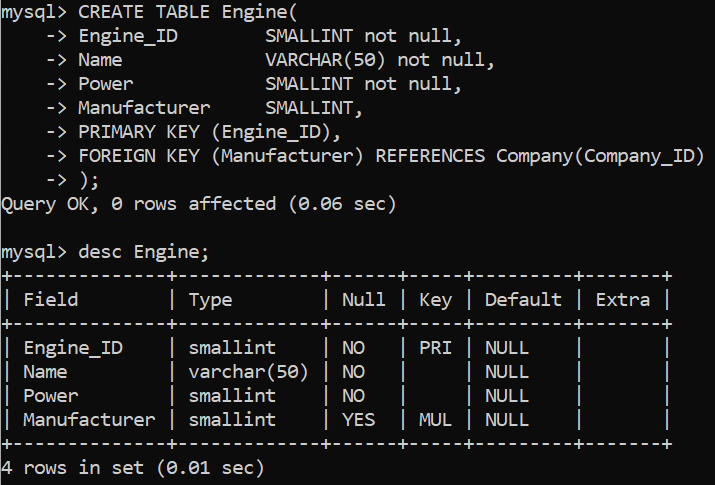 mysql> CREATE TABLE Engine(
    -> Engine_ID       SMALLINT not null,
    -> Name            VARCHAR(50) not null,
    -> Power           SMALLINT not null,
    -> Manufacturer    SMALLINT,
    -> PRIMARY KEY (Engine_ID),
    -> FOREIGN KEY (Manufacturer) REFERENCES Company(Company_ID)
    -> );
Query OK, 0 rows affected (0.06 sec)

mysql> desc Engine;
+--------------+-------------+------+-----+---------+-------+
| Field        | Type        | Null | Key | Default | Extra |
+--------------+-------------+------+-----+---------+-------+
| Engine_ID    | smallint    | NO   | PRI | NULL    |       |
| Name         | varchar(50) | NO   |     | NULL    |       |
| Power        | smallint    | NO   |     | NULL    |       |
| Manufacturer | smallint    | YES  | MUL | NULL    |       |
+--------------+-------------+------+-----+---------+-------+
4 rows in set (0.01 sec)